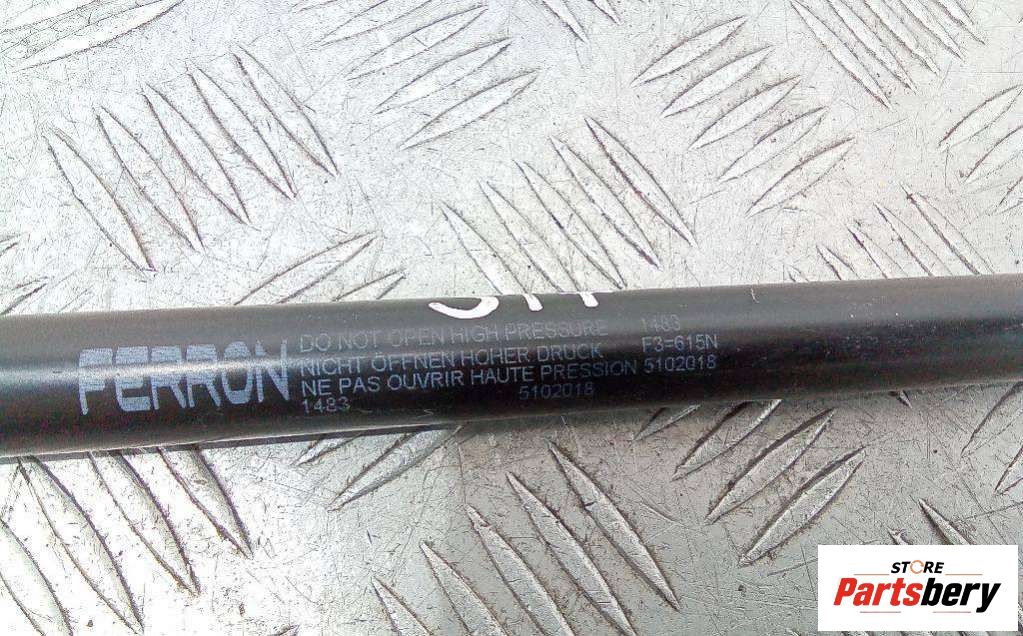 FERRON
DO NOT OPEN HIGH PRESSURE 1483
NICHT ÖFFNEN HOHER DRUCK F3=615N
NE PAS OUVRIR HAUTE PRESSION 5102018
1483 5102018
STORE
Partsbery